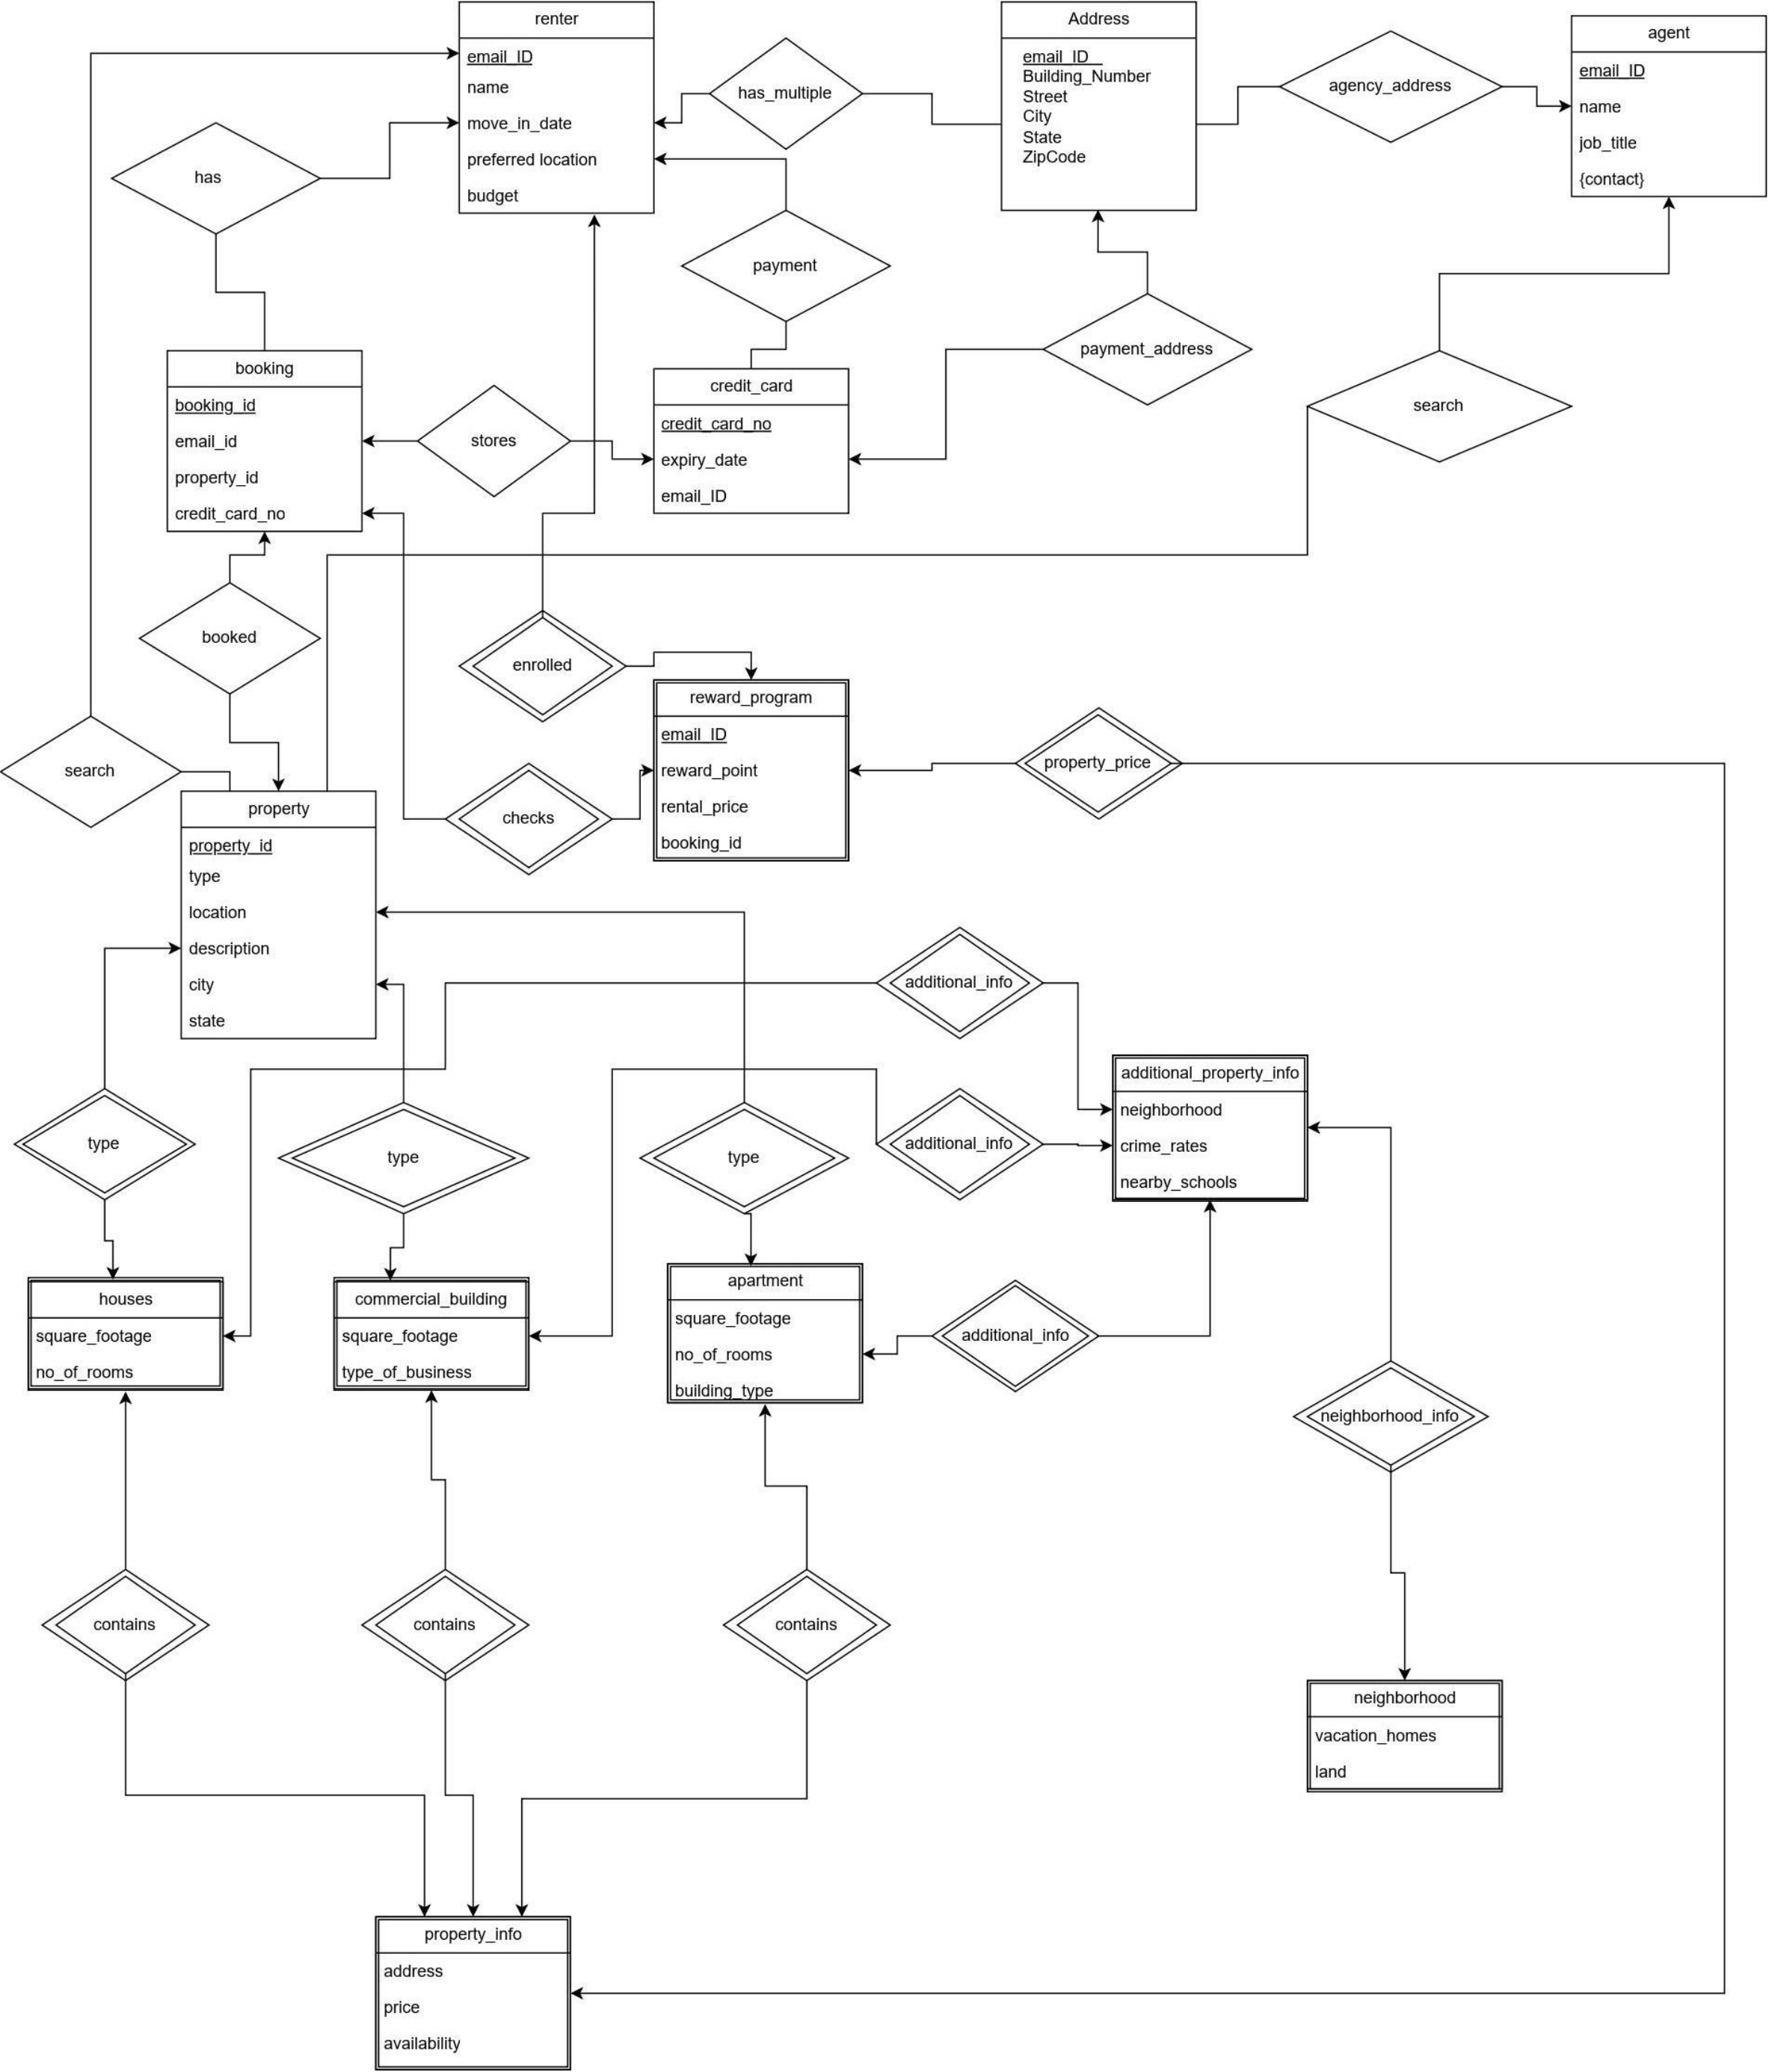 renter
email_ID
name
move_in_date
preferred location
budget
has_multiple
Address
email_ID
Building_Number
Street
City
State
ZipCode
agency_address
agent
email_ID
name
job_title
{contact}
has
payment
payment_address
search
booking
booking_id
email_id
property_id
credit_card_no
stores
credit_card
credit_card_no
expiry_date
email_ID
booked
enrolled
search
reward_program
email_ID
reward_point
rental_price
booking_id
property_price
checks
property
property_id
type
location
description
city
state
additional_info
additional_property_info
neighborhood
crime_rates
nearby_schools
type
type
type
additional_info
houses
square_footage
no_of_rooms
commercial_building
square_footage
type_of_business
apartment
square_footage
no_of_rooms
building_type
additional_info
neighborhood_info
contains
contains
contains
neighborhood
vacation_homes
land
property_info
address
price
availability